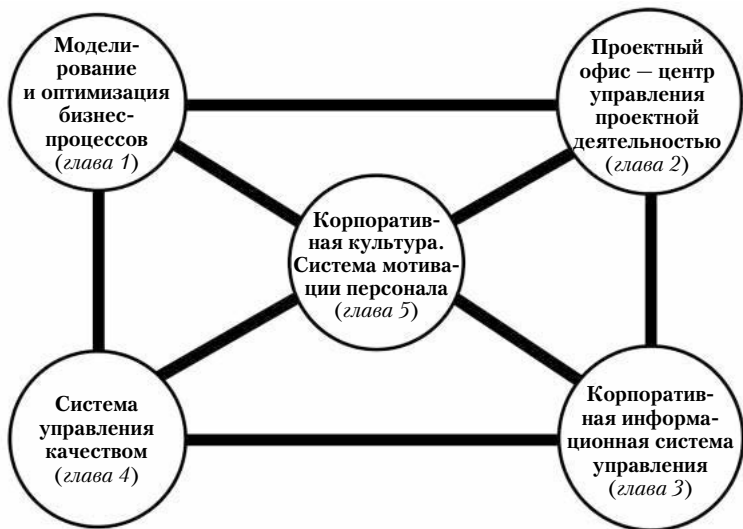 Модели-
рование
и оптимизация
бизнес-
процессов
(глава 1)
Проектный
офис — центр
управления
проектной
деятельностью
(глава 2)
Корпоратив-
ная культура.
Система мотива-
ции персонала
(глава 5)
Система
управления
качеством
(глава 4)
Корпоратив-
ная информа-
ционная система
управления
(глава 3)